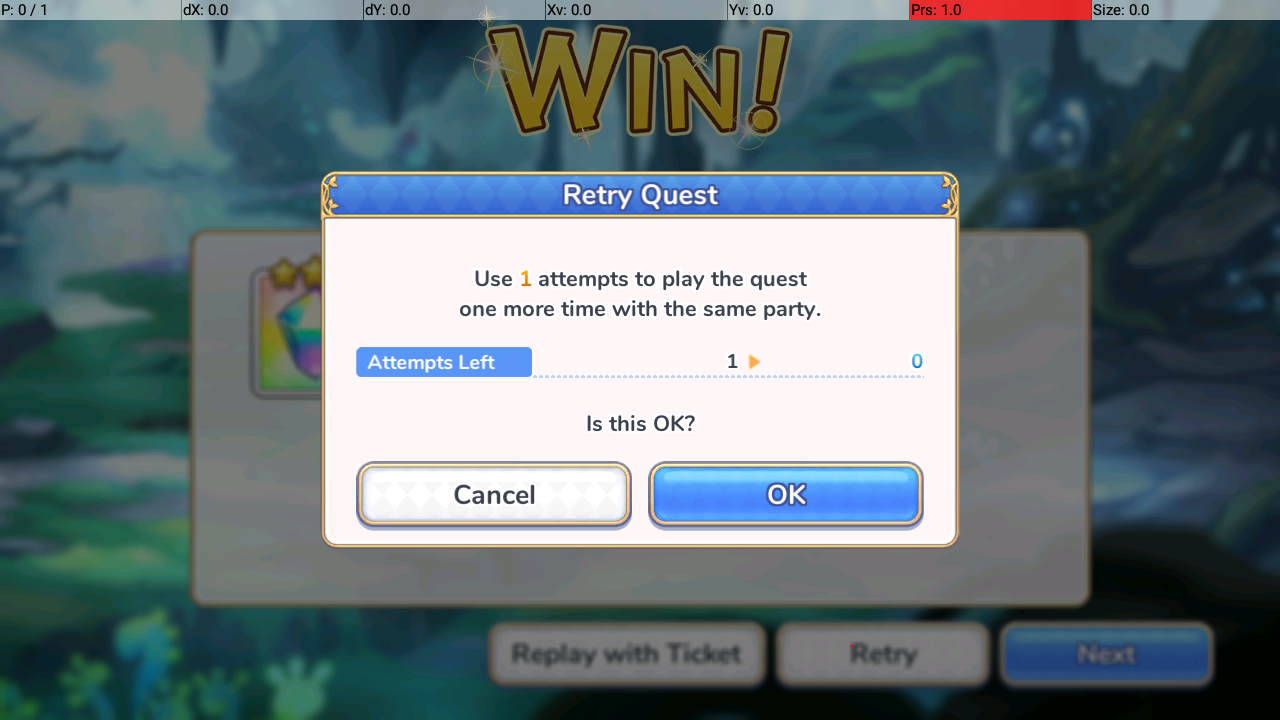 P: 0 / 1
dX: 0.0
dY: 0.0
Xv: 0.0
Yv: 0.0
Prs: 1.0
Size: 0.0
WIN!
Retry Quest
Use 1 attempts to play the quest
one more time with the same party.
Attempts Left 1 0
Is this OK?
Cancel
OK
Replay with Ticket
Retry
Next